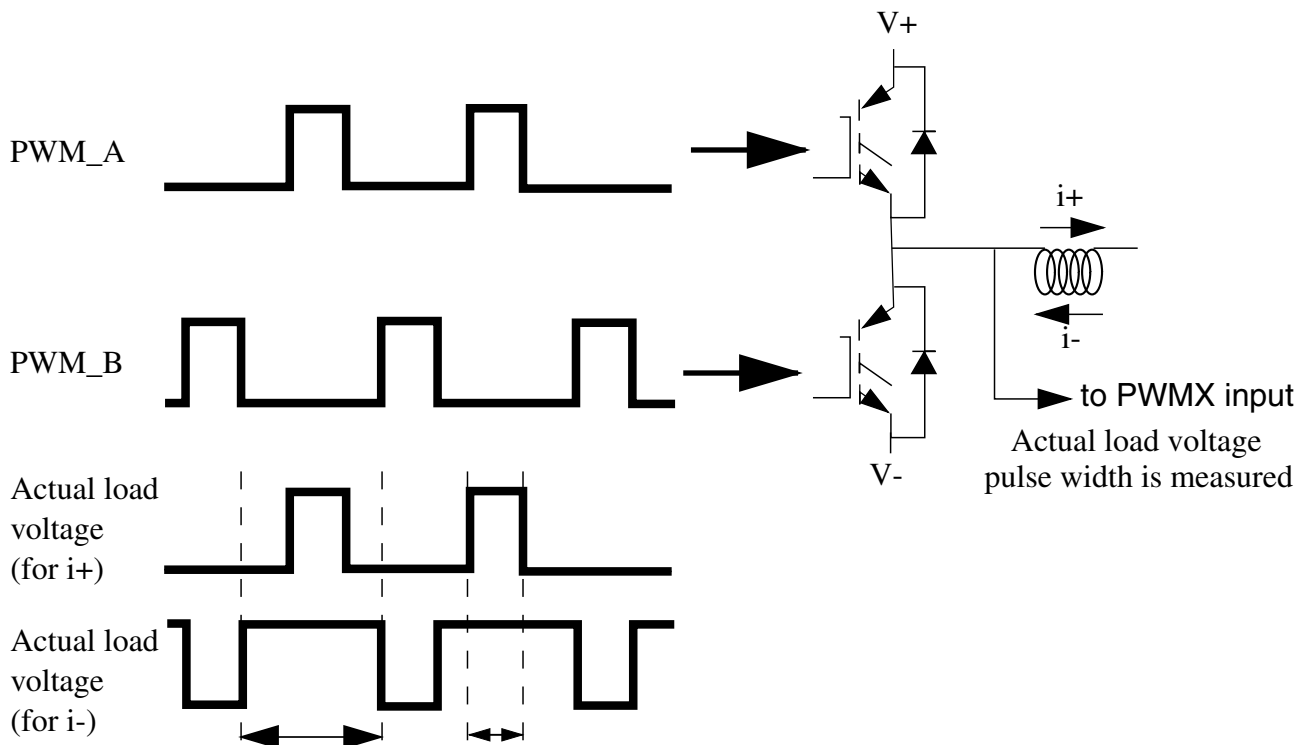 V+
PWM_A
i+
PWM_B
i-
to PWMX input
Actual load voltage
pulse width is measured
V-
Actual load
voltage
(for i+)
Actual load
voltage
(for i-)